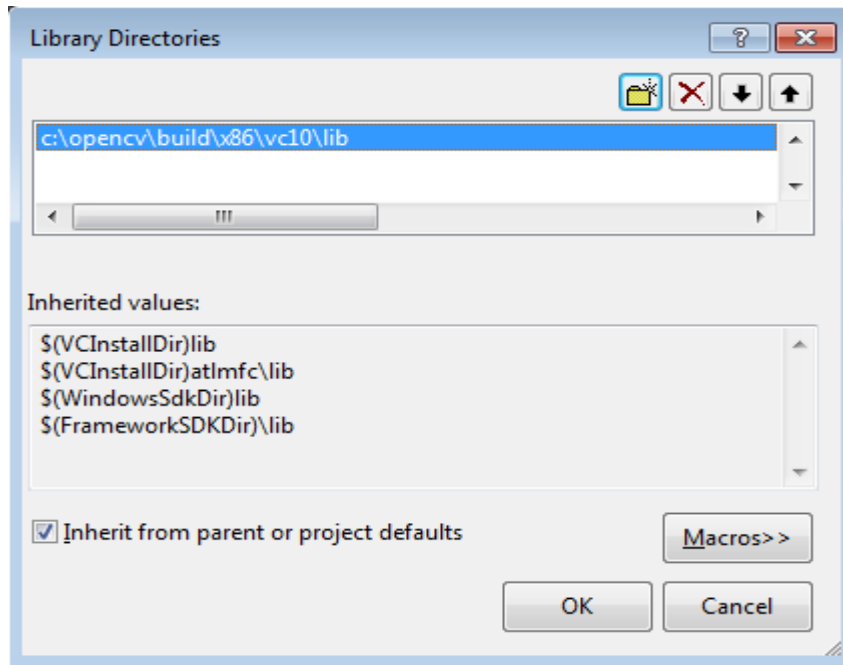 Library Directories
c:\opencv\build\x86\vc10\lib
Inherited values:
$(VCInstallDir)lib
$(VCInstallDir)atlmfc\lib
$(WindowsSdkDir)lib
$(FrameworkSDKDir)\lib
Inherit from parent or project defaults
Macros>>
OK
Cancel